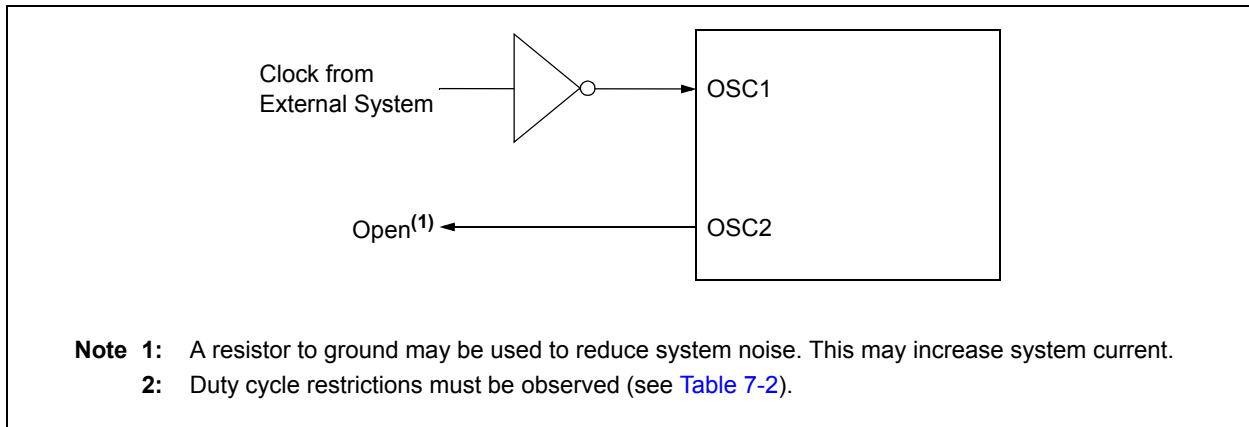 Clock from
External System
OSC1
Open(1)
OSC2
Note 1: A resistor to ground may be used to reduce system noise. This may increase system current.
2: Duty cycle restrictions must be observed (see Table 7-2).